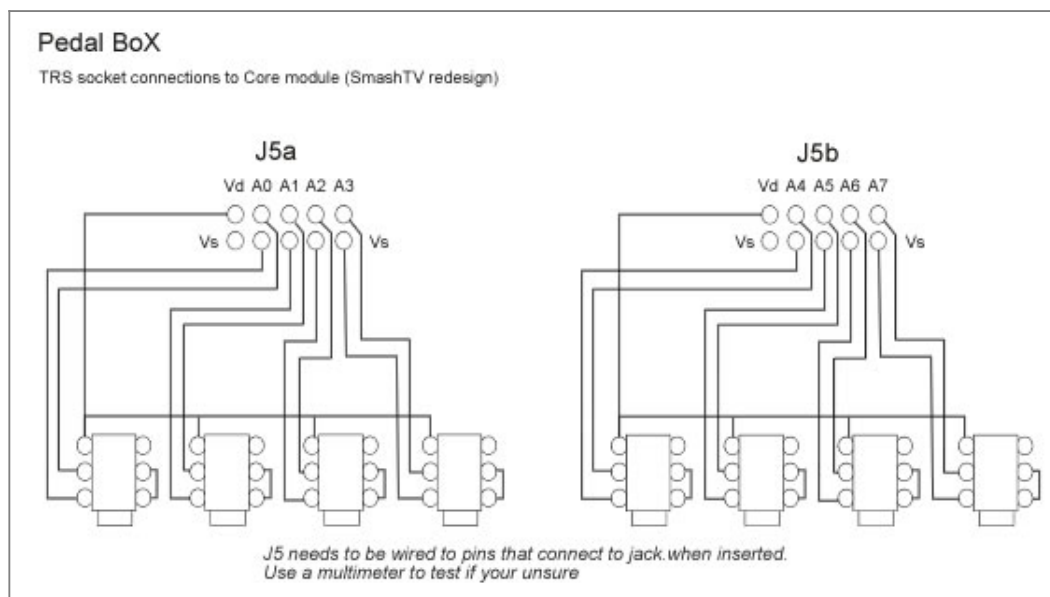 Pedal BoX
TRS socket connections to Core module (SmashTV redesign)
J5a
Vd A0 A1 A2 A3
Vs Vs
J5b
Vd A4 A5 A6 A7
Vs Vs
J5 needs to be wired to pins that connect to jack.when inserted.
Use a multimeter to test if your unsure